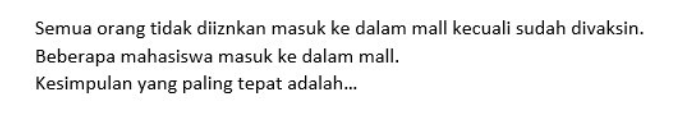 Semua orang tidak diiznkan masuk ke dalam mall kecuali sudah divaksin.
Beberapa mahasiswa masuk ke dalam mall.
Kesimpulan yang paling tepat adalah...